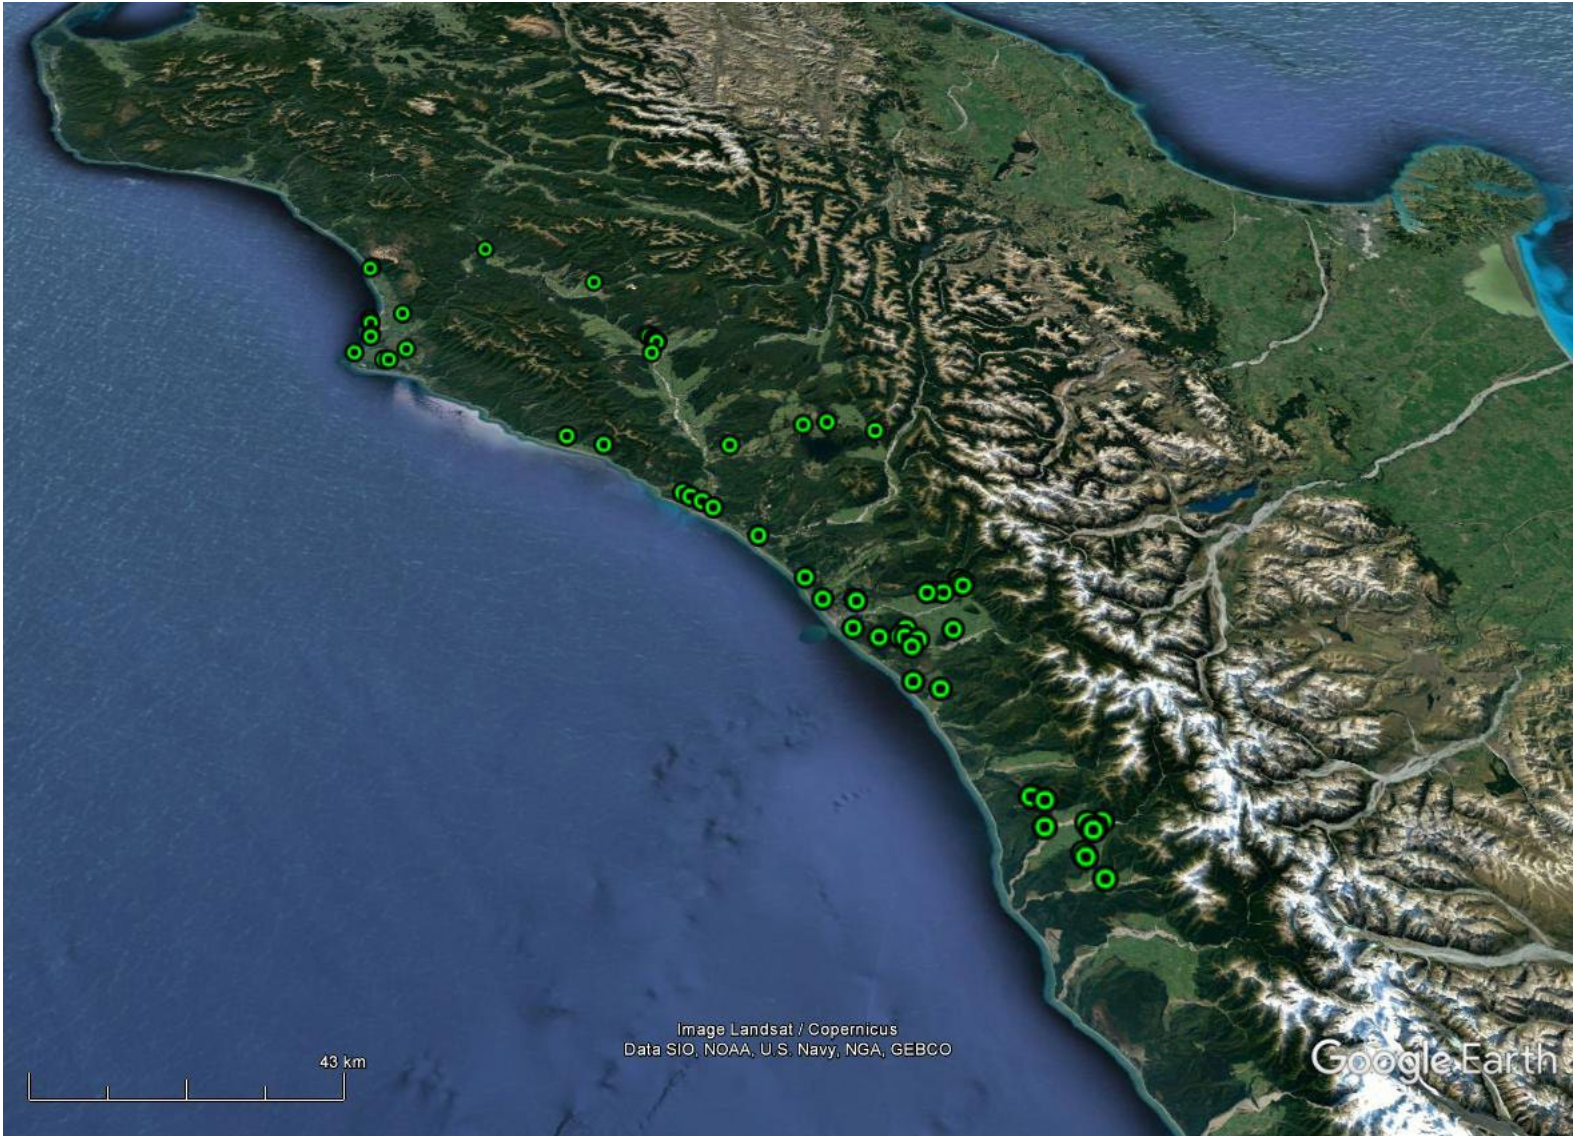 Image Landsat / Copernicus
Data SIO, NOAA, U.S. Navy, NGA, GEBCO
43 km
Google Earth